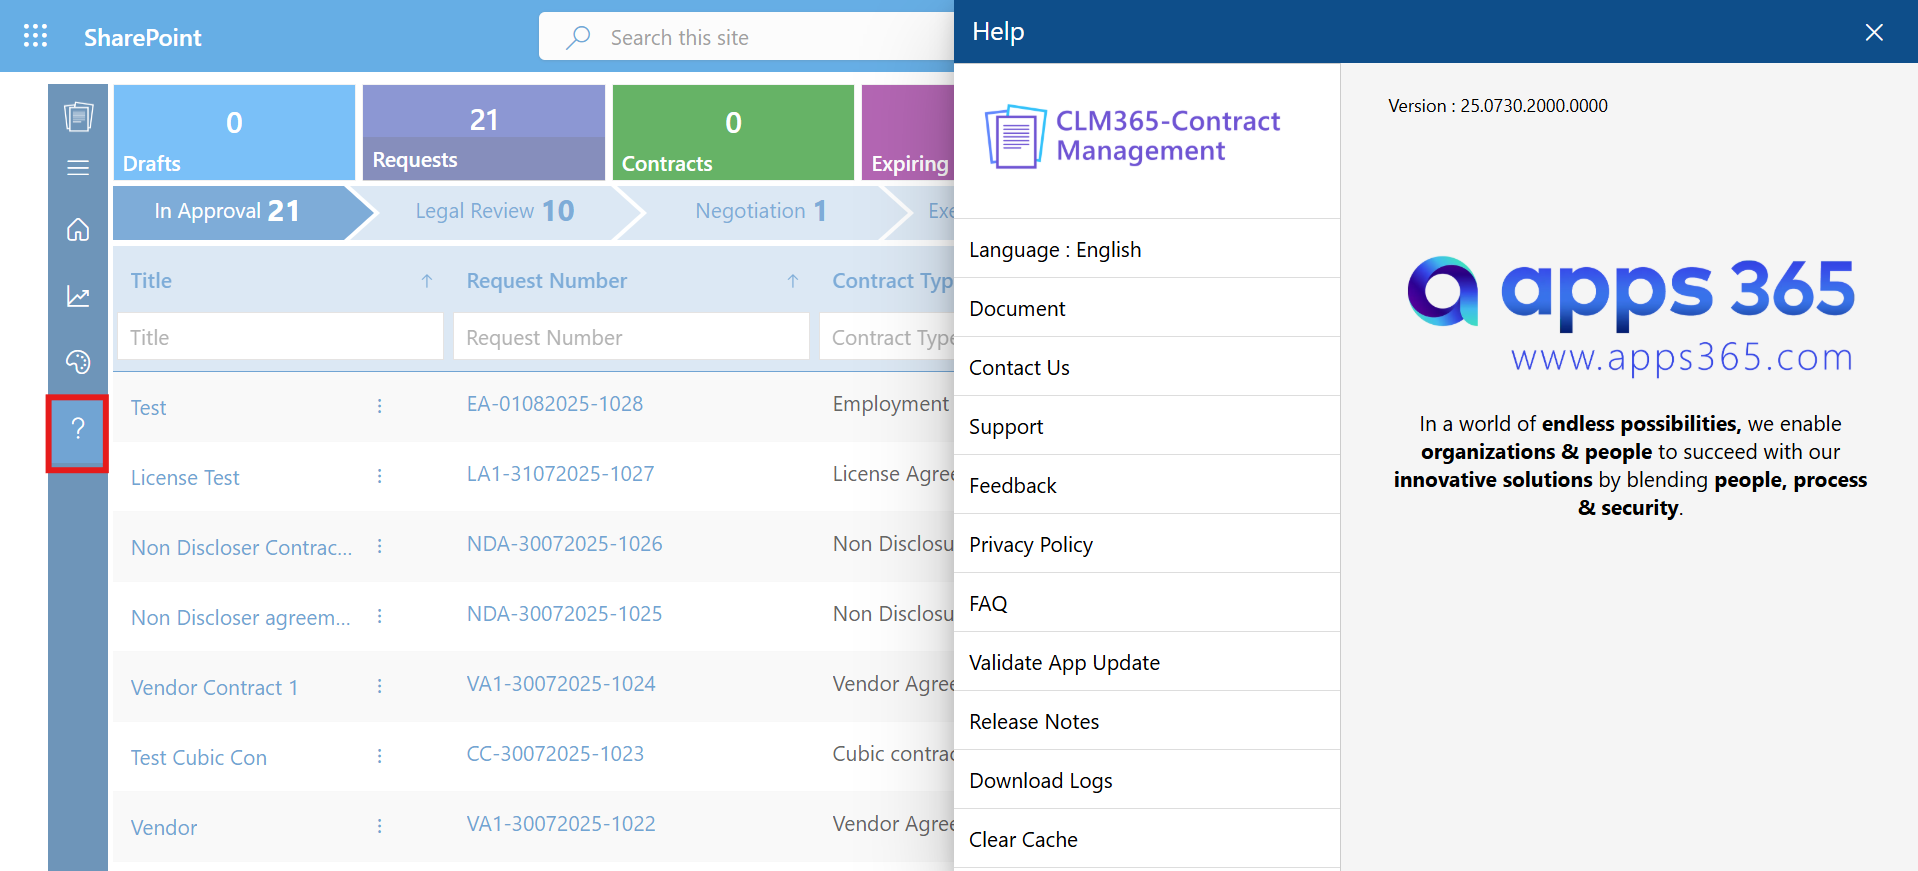 SharePoint
Search this site
Help
0
Drafts
21
Requests
0
Contracts
Expiring
In Approval 21
Legal Review 10
Negotiation 1
Exe
Title
Request Number
Contract Typ
Title
Request Number
Contract Type
Test
EA-01082025-1028
Employment
License Test
LA1-31072025-1027
License Agree
Non Discloser Contrac...
NDA-30072025-1026
Non Disclosu
Non Discloser agreem...
NDA-30072025-1025
Non Disclosu
Vendor Contract 1
VA1-30072025-1024
Vendor Agree
Test Cubic Con
CC-30072025-1023
Cubic contrac
Vendor
VA1-30072025-1022
Vendor Agree
?
CLM365-Contract
Management
Language : English
Document
Contact Us
Support
Feedback
Privacy Policy
FAQ
Validate App Update
Release Notes
Download Logs
Clear Cache
Version : 25.0730.2000.0000
apps 365
www.apps365.com
In a world of endless possibilities, we enable
organizations & people to succeed with our
innovative solutions by blending people, process
& security.